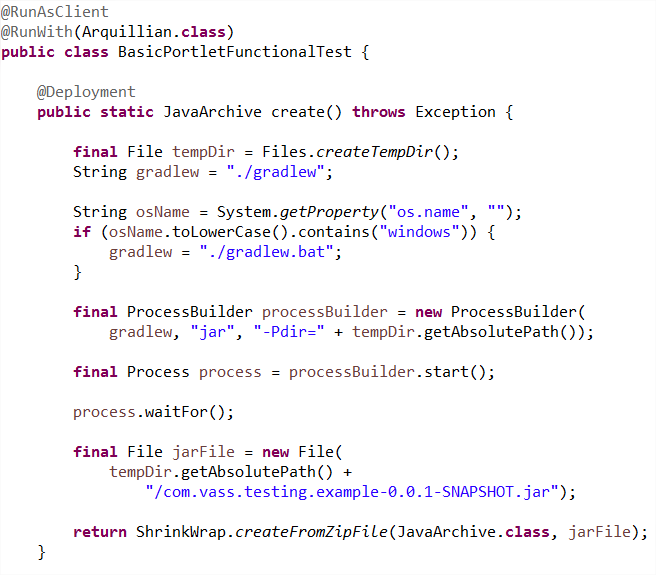 @RunAsClient
@RunWith(Arquillian.class)
public class BasicPortletFunctionalTest {
@Deployment
public static JavaArchive create() throws Exception {
final File tempDir = Files.createTempDir();
String gradlew = "./gradlew";
String osName = System.getProperty("os.name", "");
if (osName.toLowerCase().contains("windows")) {
gradlew = "./gradlew.bat";
}
final ProcessBuilder processBuilder = new ProcessBuilder(
gradlew, "jar", "-Pdir=" + tempDir.getAbsolutePath());
final Process process = processBuilder.start();
process.waitFor();
final File jarFile = new File(
tempDir.getAbsolutePath() +
"/com.vass.testing.example-0.0.1-SNAPSHOT.jar");
return ShrinkWrap.createFromZipFile(JavaArchive.class, jarFile);
}